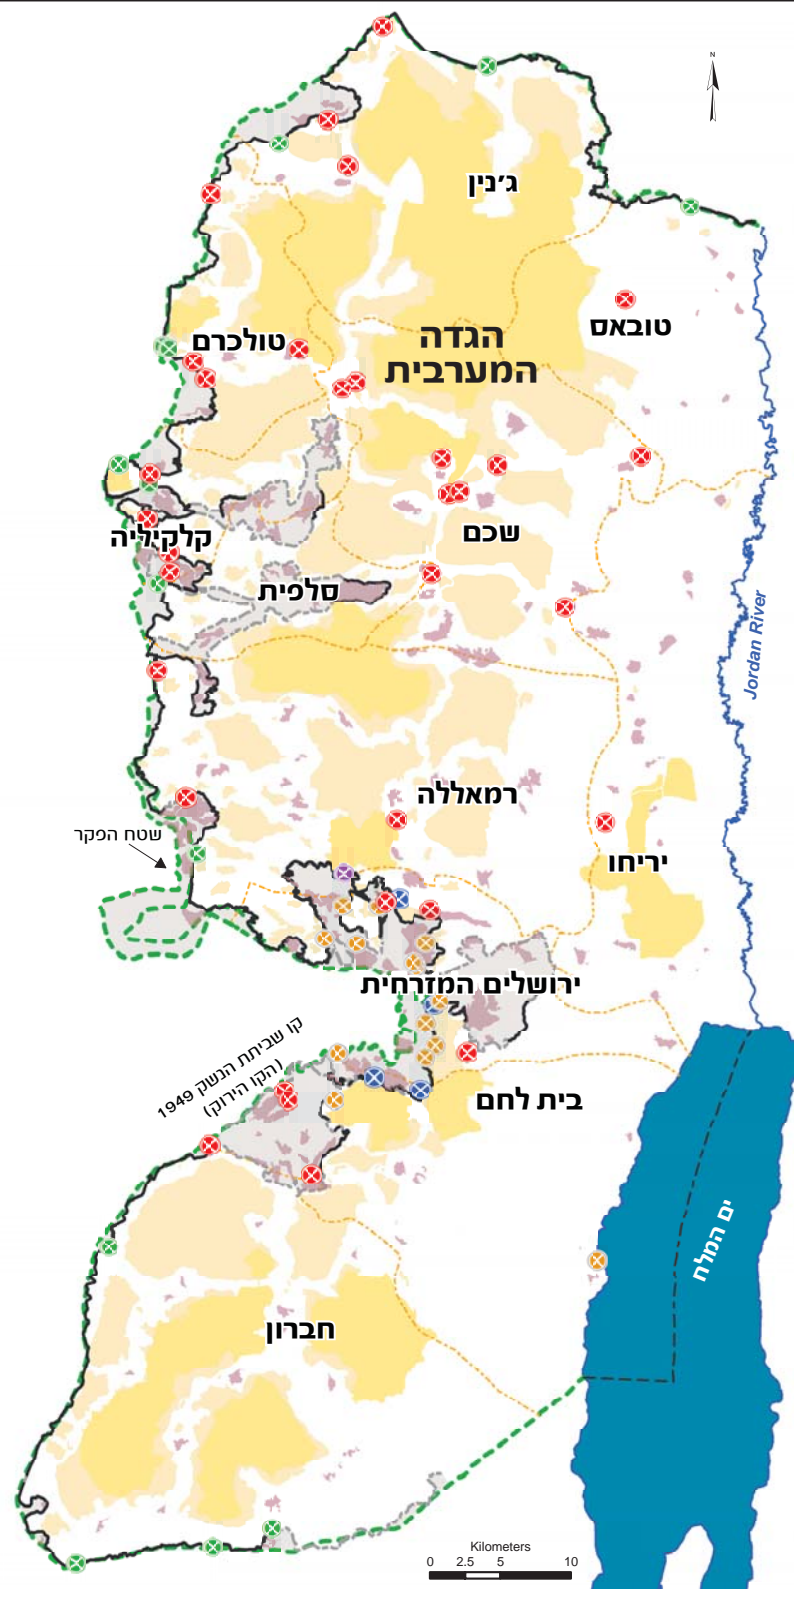 N
ג'נין
טובאס
הגדה
המערבית
טולכרם
שכם
קלקיליה
סלפית
Jordan River
רמאללה
שטח הפקר
יריחו
ירושלים המזרחית
קו שביתת הנשק 1949
(הקו הירוק)
בית לחם
ים המלח
חברון
Kilometers
0 2.5 5 10